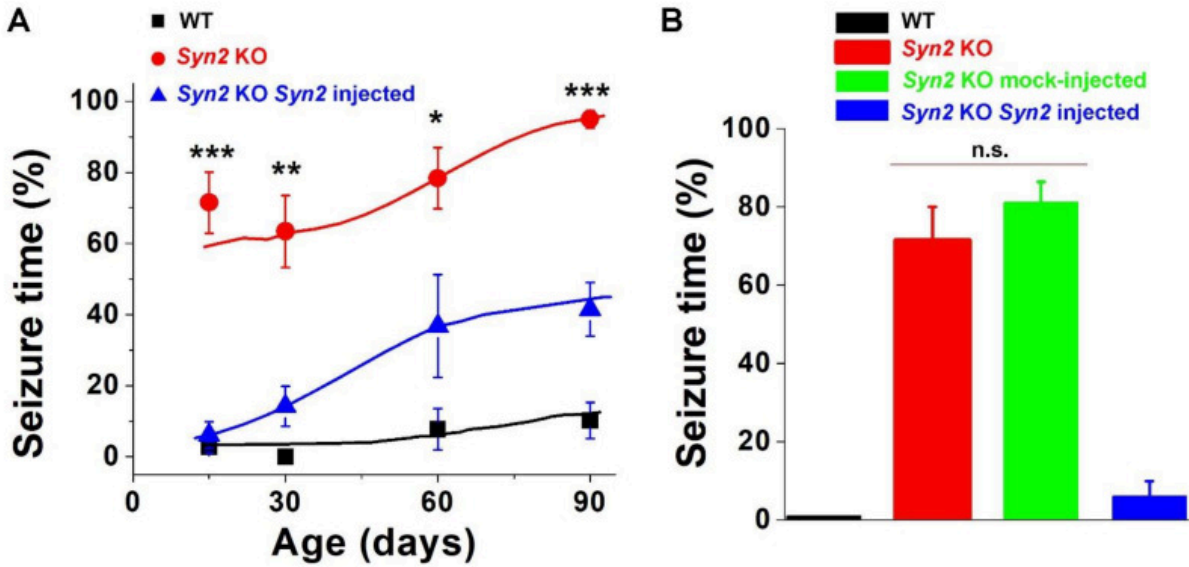 A
WT
Syn2 KO
Syn2 KO Syn2 injected
Seizure time (%)
100
80
60
40
20
0
***
**
*
***
0
30
60
90
Age (days)
B
WT
Syn2 KO
Syn2 KO mock-injected
Syn2 KO Syn2 injected
Seizure time (%)
100
80
60
40
20
0
n.s.